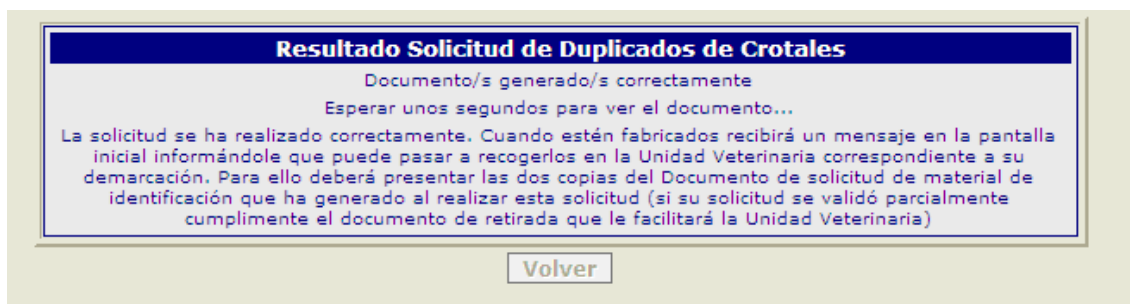 Resultado Solicitud de Duplicados de Crotales
Documento/s generado/s correctamente
Esperar unos segundos para ver el documento...
La solicitud se ha realizado correctamente. Cuando estén fabricados recibirá un mensaje en la pantalla
inicial informándole que puede pasar a recogerlos en la Unidad Veterinaria correspondiente a su
demarcación. Para ello deberá presentar las dos copias del Documento de solicitud de material de
identificación que ha generado al realizar esta solicitud (si su solicitud se validó parcialmente
cumplimente el documento de retirada que le facilitará la Unidad Veterinaria)
Volver